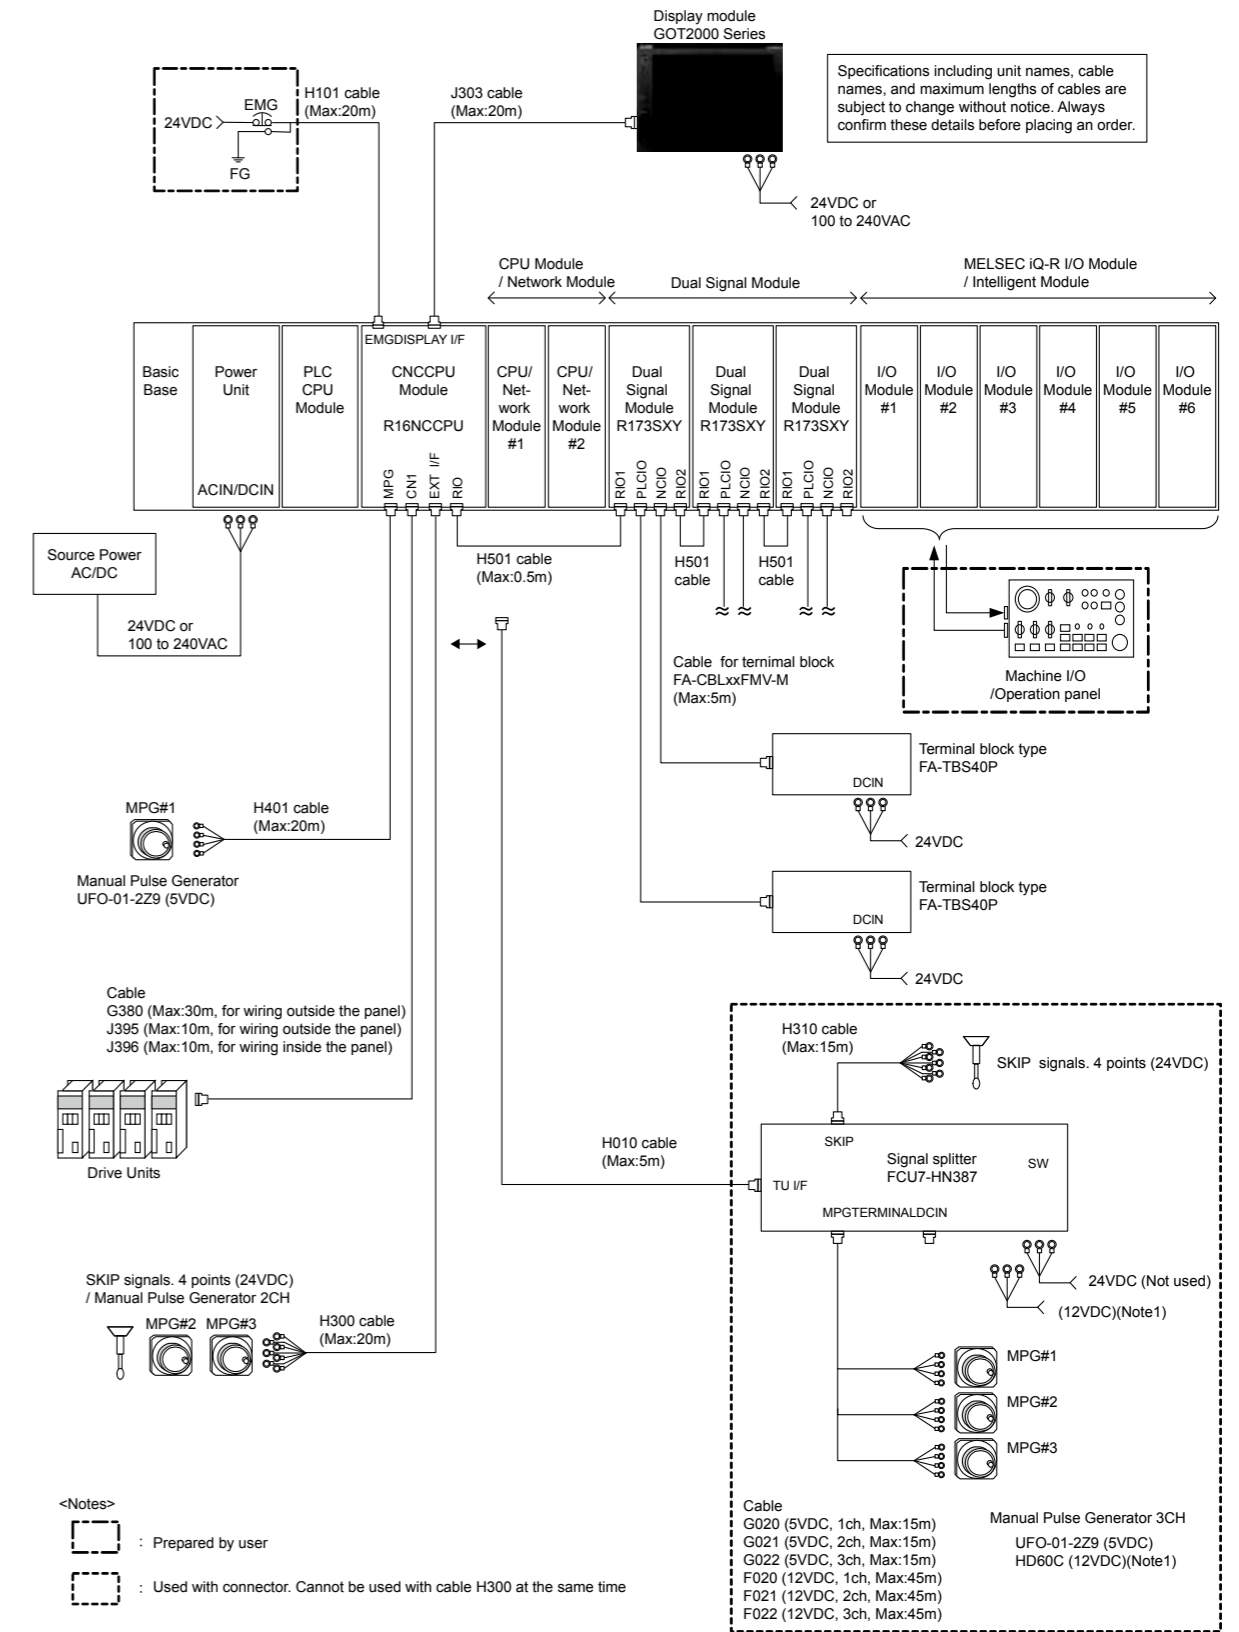 Display module
GOT2000 Series
Specifications including unit names, cable
names, and maximum lengths of cables are
subject to change without notice. Always
confirm these details before placing an order.
H101 cable
(Max:20m)
J303 cable
(Max:20m)
EMG
24VDC
FG
24VDC or
100 to 240VAC
CPU Module
/ Network Module
Dual Signal Module
MELSEC iQ-R I/O Module
/ Intelligent Module
EMGDISPLAY I/F
Basic
Base
Power
Unit
ACIN/DCIN
PLC
CPU
Module
CNCCPU
Module
R16NCCPU
MPG
CN1
EXT I/F
RIO
CPU/
Net-
work
Module
#1
CPU/
Net-
work
Module
#2
Dual
Signal
Module
R173SXY
RIO1
PLCIO
NCIO
RIO2
Dual
Signal
Module
R173SXY
RIO1
PLCIO
NCIO
RIO2
Dual
Signal
Module
R173SXY
RIO1
PLCIO
NCIO
RIO2
I/O
Module
#1
I/O
Module
#2
I/O
Module
#3
I/O
Module
#4
I/O
Module
#5
I/O
Module
#6
Source Power
AC/DC
24VDC or
100 to 240VAC
H501 cable
(Max:0.5m)
H501
cable
H501
cable
Cable for ternimal block
FA-CBLxxFMV-M
(Max:5m)
Machine I/O
/Operation panel
Terminal block type
FA-TBS40P
DCIN
24VDC
Terminal block type
FA-TBS40P
DCIN
24VDC
MPG#1
H401 cable
(Max:20m)
Manual Pulse Generator
UFO-01-2Z9 (5VDC)
Cable
G380 (Max:30m, for wiring outside the panel)
J395 (Max:10m, for wiring outside the panel)
J396 (Max:10m, for wiring inside the panel)
Drive Units
H310 cable
(Max:15m)
SKIP signals. 4 points (24VDC)
H010 cable
(Max:5m)
SKIP
Signal splitter
FCU7-HN387
SW
TU I/F
MPGTERMINALDCIN
24VDC (Not used)
(12VDC)(Note1)
SKIP signals. 4 points (24VDC)
/ Manual Pulse Generator 2CH
MPG#2 MPG#3
H300 cable
(Max:20m)
MPG#1
MPG#2
MPG#3
Cable
G020 (5VDC, 1ch, Max:15m)
G021 (5VDC, 2ch, Max:15m)
G022 (5VDC, 3ch, Max:15m)
F020 (12VDC, 1ch, Max:45m)
F021 (12VDC, 2ch, Max:45m)
F022 (12VDC, 3ch, Max:45m)
Manual Pulse Generator 3CH
UFO-01-2Z9 (5VDC)
HD60C (12VDC)(Note1)
<Notes>
: Prepared by user
: Used with connector. Cannot be used with cable H300 at the same time